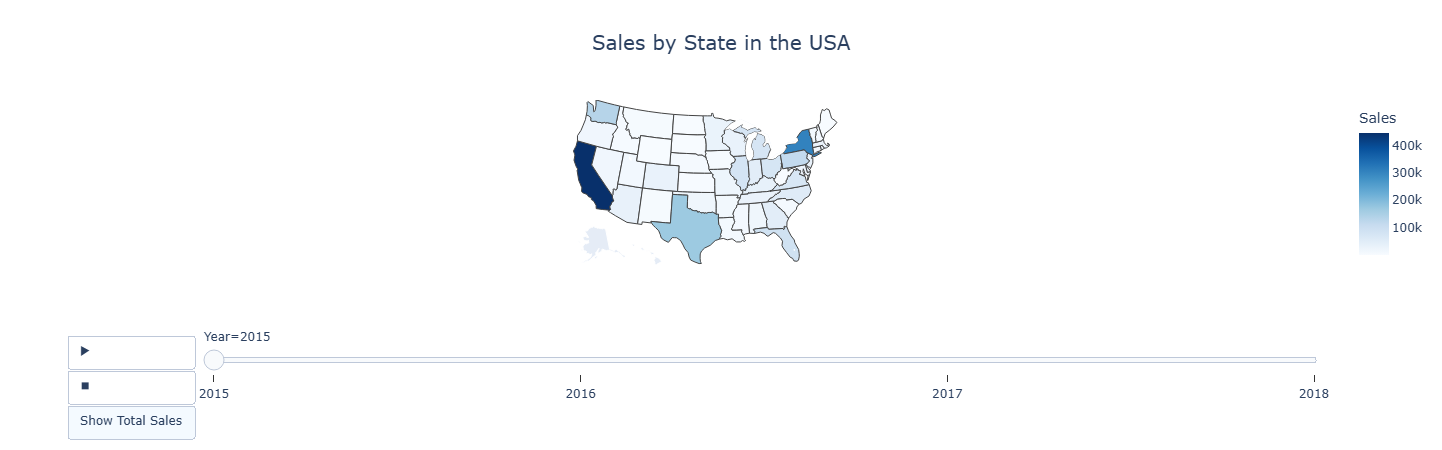 Sales by State in the USA
Sales
400k
300k
200k
100k
Year=2015
2015
2016
2017
2018
Show Total Sales